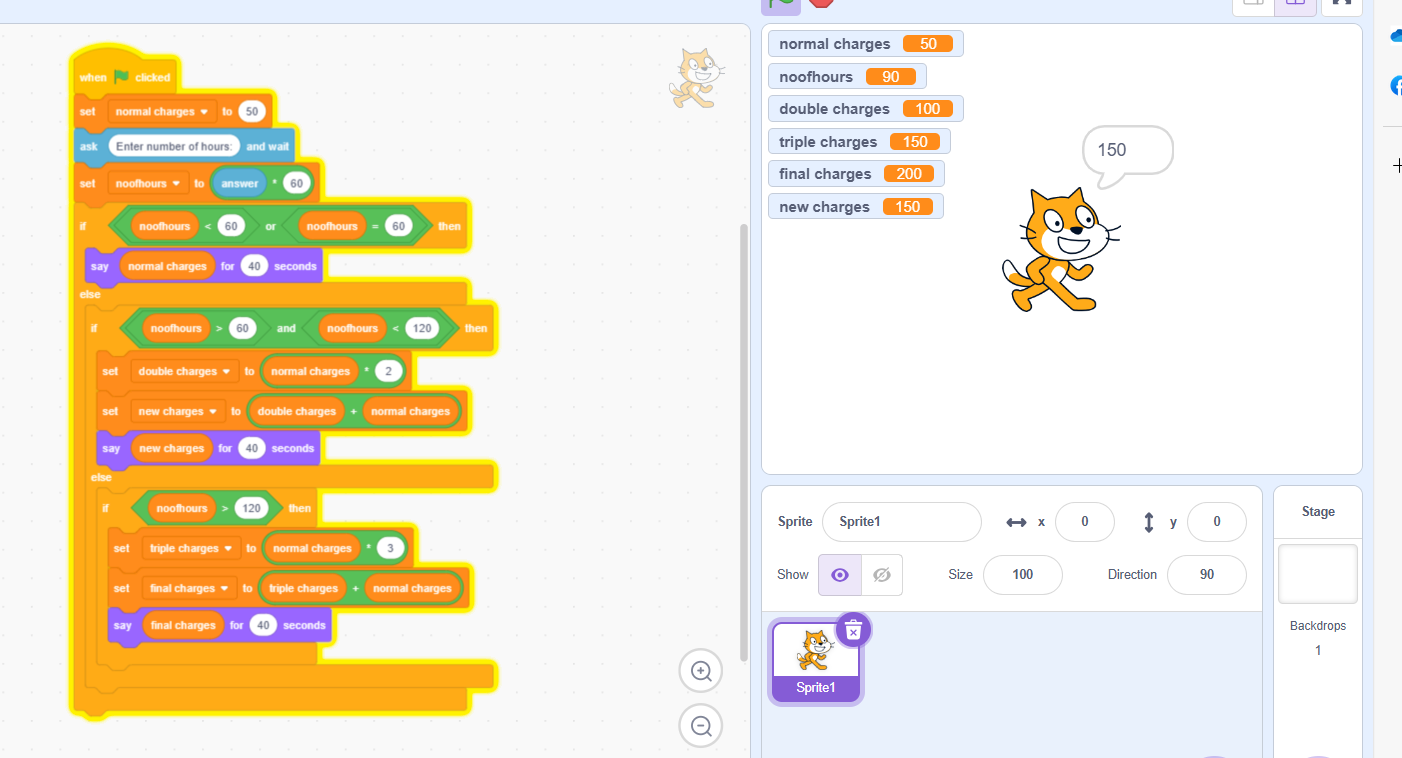 when clicked
set normal charges to 50
ask Enter number of hours: and wait
set noofhours to answer * 60
if noofhours < 60 or noofhours = 60 then
say normal charges for 40 seconds
else
if noofhours > 60 and noofhours < 120 then
set double charges to normal charges * 2
set new charges to double charges + normal charges
say new charges for 40 seconds
else
if noofhours > 120 then
set triple charges to normal charges * 3
set final charges to triple charges + normal charges
say final charges for 40 seconds
normal charges 50
noofhours 90
double charges 100
triple charges 150
final charges 200
new charges 150
150
Sprite Sprite1 x 0 y 0
Show Size 100 Direction 90
Sprite1
Stage
Backdrops
1